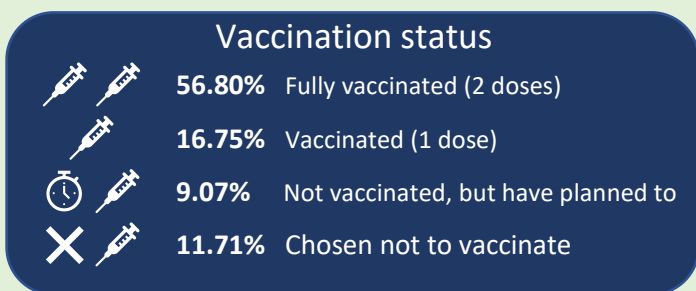 Vaccination status
56.80% Fully vaccinated (2 doses)
16.75% Vaccinated (1 dose)
9.07% Not vaccinated, but have planned to
11.71% Chosen not to vaccinate